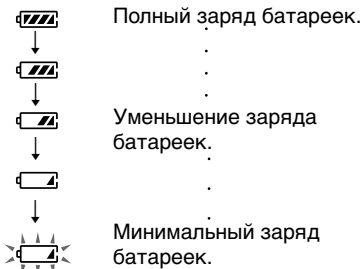 Полный заряд батареек.
Уменьшение заряда
батареек.
Минимальный заряд
батареек.